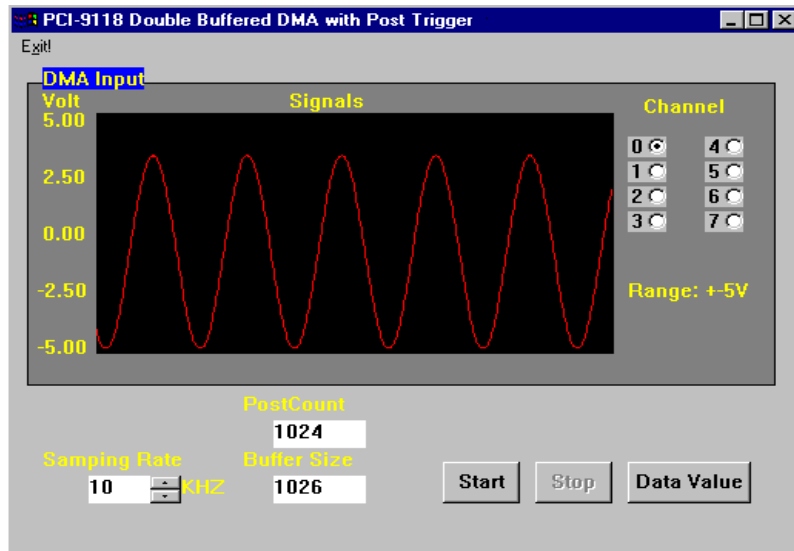 PCI-9118 Double Buffered DMA with Post Trigger
Exit!
DMA Input
Volt
Signals
Channel
5.00
2.50
0.00
-2.50
-5.00
0 4
1 5
2 6
3 7
Range: +-5V
PostCount
1024
Samping Rate
10 KHZ
Buffer Size
1026
Start
Stop
Data Value